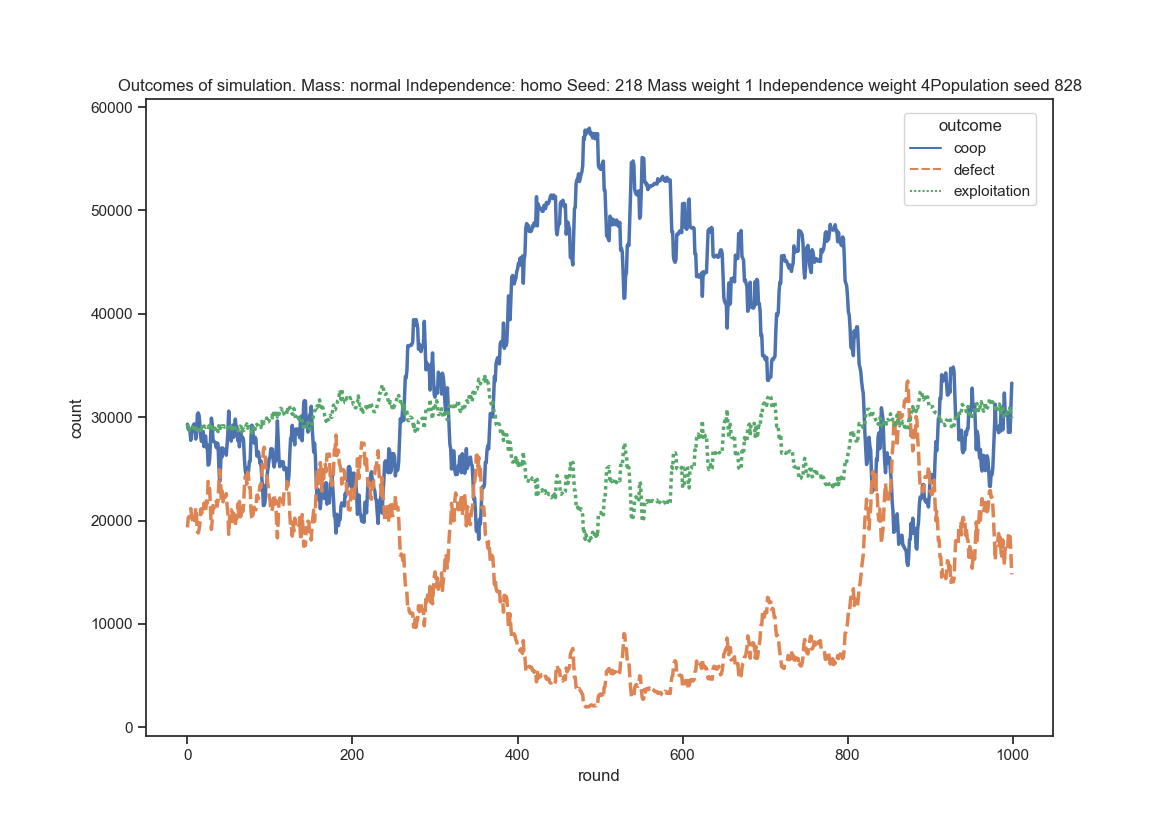 Outcomes of simulation. Mass: normal Independence: homo Seed: 218 Mass weight 1 Independence weight 4Population seed 828
outcome
coop
defect
exploitation
60000
50000
40000
30000
20000
10000
0
count
0 200 400 600 800 1000
round